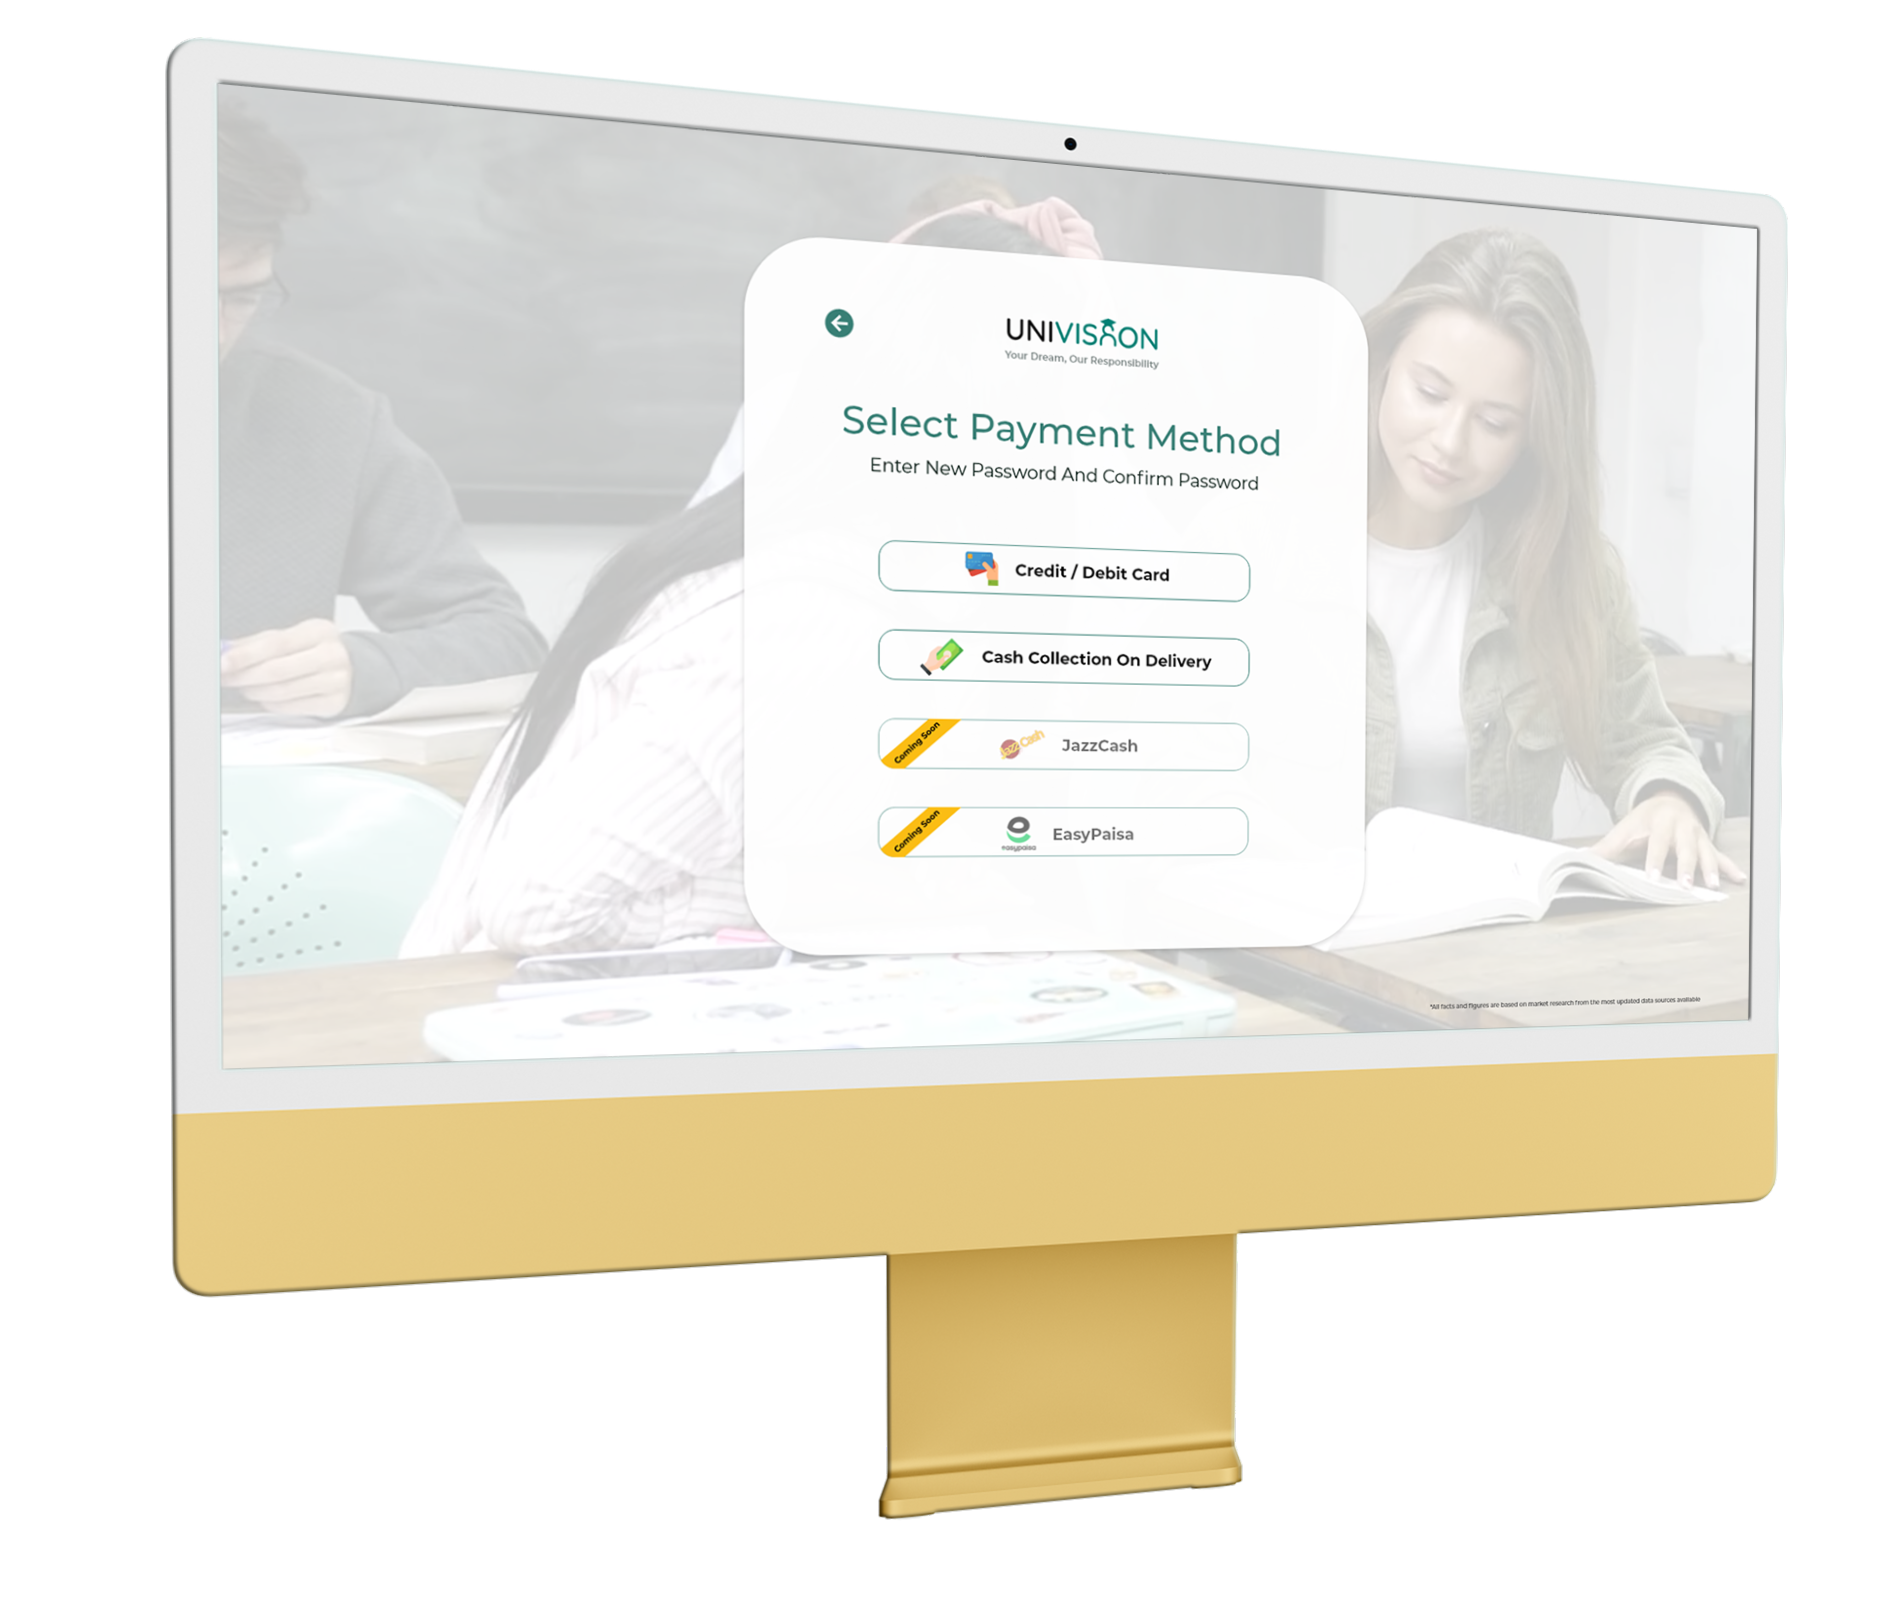 UNIVISION
Your Dream, Our Responsibility
Select Payment Method
Enter New Password And Confirm Password
Credit / Debit Card
Cash Collection On Delivery
Coming Soon
JazzCash
JazzCash
Coming Soon
easypaisa
EasyPaisa
*All facts and figures are based on market research from the most updated data sources available